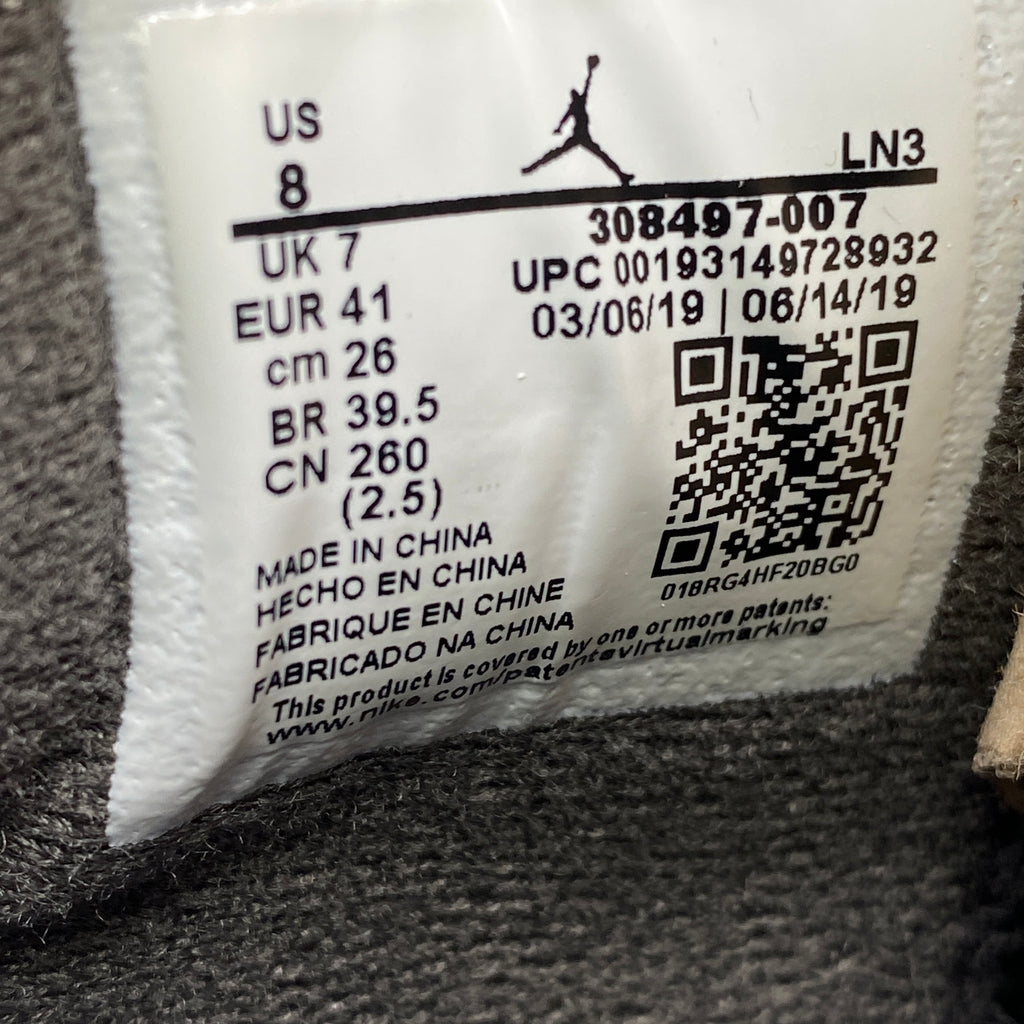 US
8
LN3
UK 7
EUR 41
cm 26
BR 39.5
CN 260
(2.5)
308497-007
UPC 00193149728932
03/06/19 | 06/14/19
018RG4HF20BG0
MADE IN CHINA
HECHO EN CHINA
FABRIQUE EN CHINE
FABRICADO NA CHINA
This product is covered by one or more patents:
www.nike.com/patentsvirtualmarking